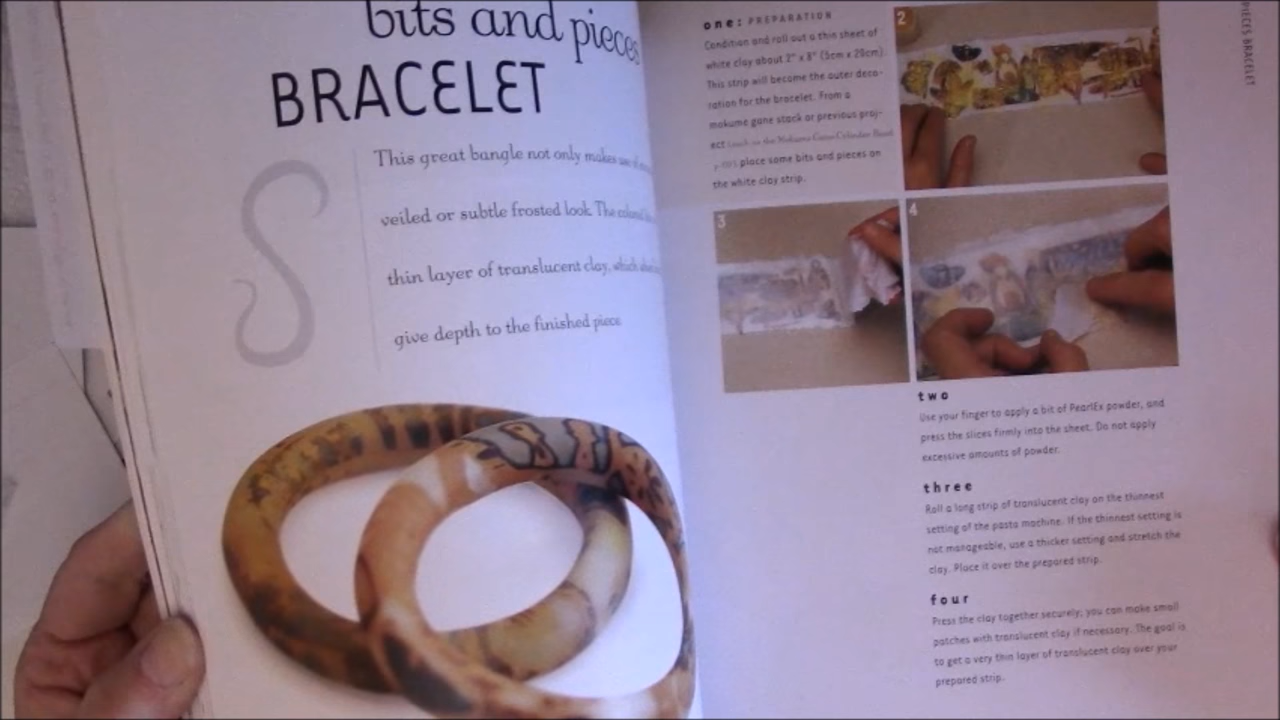 bits and pieces
BRACELET
This great bangle not only makes use of
veiled or subtle frosted look. The colored
thin layer of translucent clay, which
give depth to the finished piece
one: PREPARATION
Condition and roll out a thin sheet of
white clay about 2" x 8" (5cm x 20cm).
This strip will become the outer deco-
ration for the bracelet. From a
mokume gane stack or previous proj-
ect (such as the Mokume Gane
place some bits and pieces on
the white clay strip.
2
3
4
two
Use your finger to apply a bit of PearlEx powder, and
press the slices firmly into the sheet. Do not apply
excessive amounts of powder.
three
Roll a long strip of translucent clay on the thinnest
setting of the pasta machine. If the thinnest setting is
not manageable, use a thicker setting and stretch the
clay. Place it over the prepared strip.
four
Press the clay together securely; you can make small
patches with translucent clay if necessary. The goal is
to get a very thin layer of translucent clay over your
prepared strip.
PIECES BRACELET